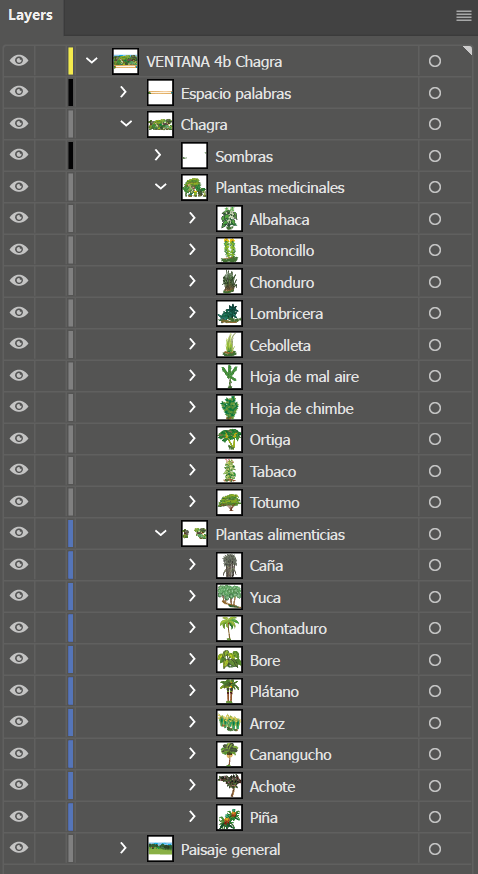 Layers
VENTANA 4b Chagra
Espacio palabras
Chagra
Sombras
Plantas medicinales
Albahaca
Botoncillo
Chonduro
Lombricera
Cebolleta
Hoja de mal aire
Hoja de chimbe
Ortiga
Tabaco
Totumo
Plantas alimenticias
Caña
Yuca
Chontaduro
Bore
Plátano
Arroz
Canangucho
Achote
Piña
Paisaje general